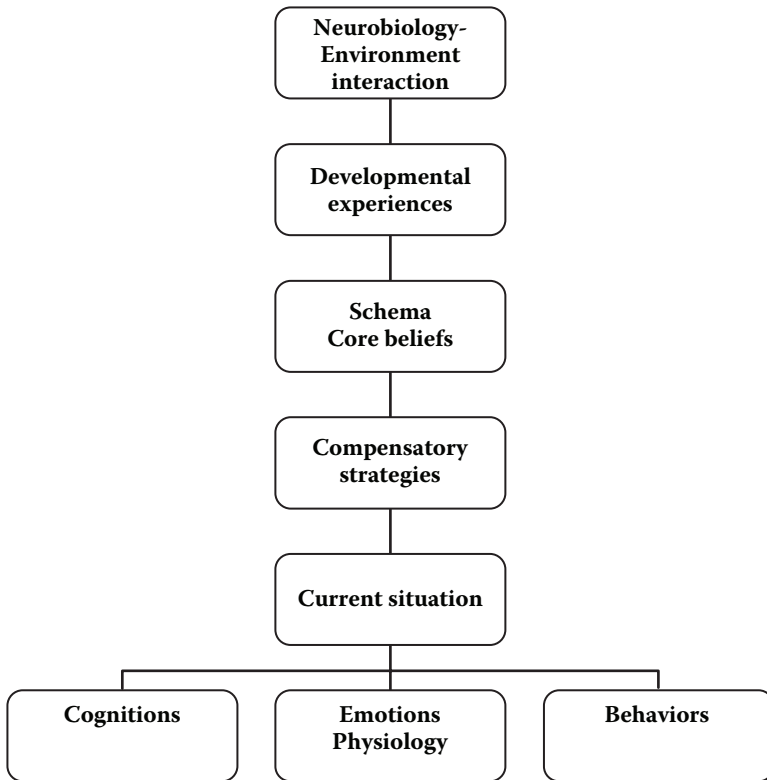 Neurobiology-
Environment
interaction
Developmental
experiences
Schema
Core beliefs
Compensatory
strategies
Current situation
Cognitions
Emotions
Physiology
Behaviors